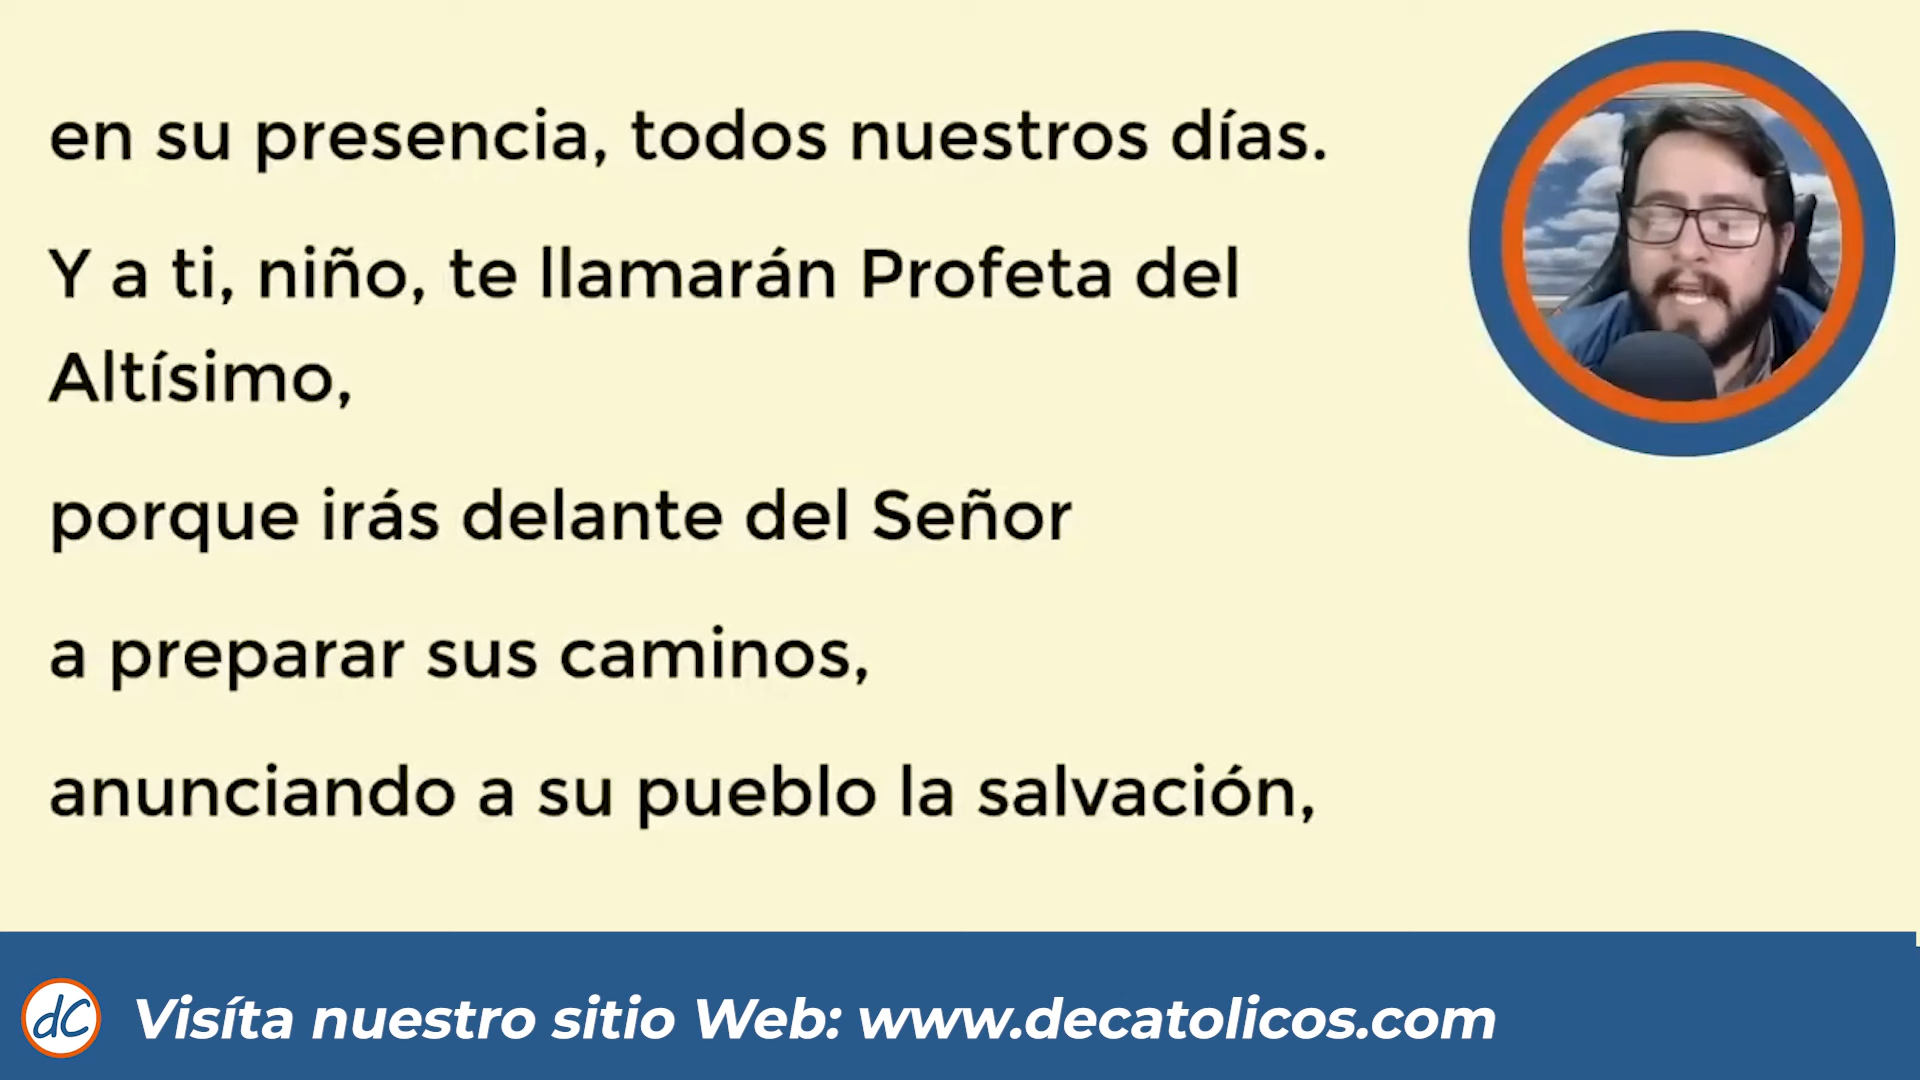 en su presencia, todos nuestros días.
Y a ti, niño, te llamarán Profeta del
Altísimo,
porque irás delante del Señor
a preparar sus caminos,
anunciando a su pueblo la salvación,
dC Visíta nuestro sitio Web: www.decatolicos.com